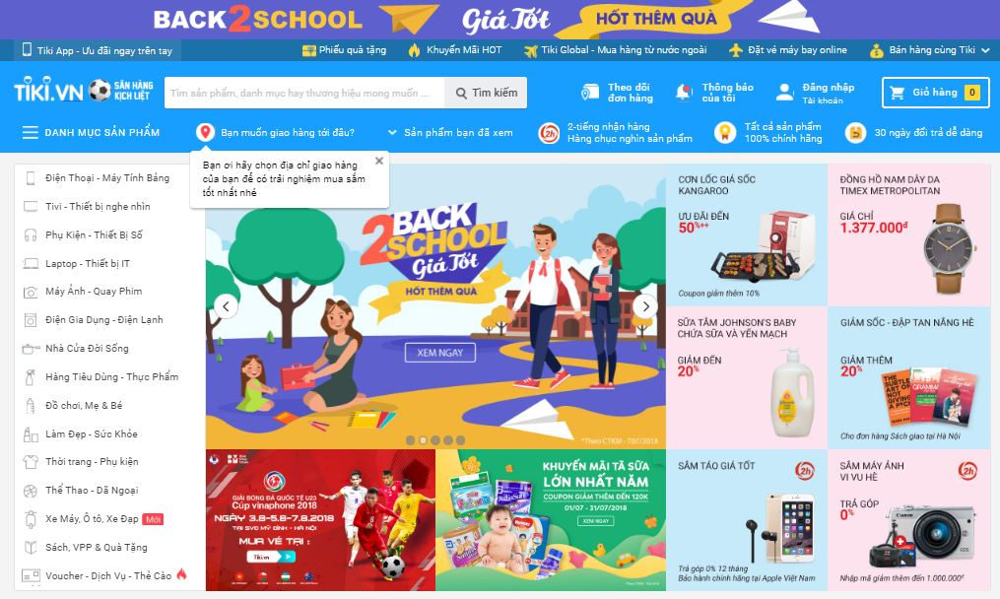 BACK2SCHOOL Giá Tốt HỐT THÊM QUÀ
Tiki App - Ưu đãi ngay trên tay
Phiếu quà tặng
Khuyến Mãi HOT
Tiki Global - Mua hàng từ nước ngoài
Đặt vé máy bay online
Bán hàng cùng Tiki
TIKI.VN
SĂN HÀNG
KỊCH LIỆT
Tìm sản phẩm, danh mục hay thương hiệu mong muốn ...
Tìm kiếm
Theo dõi
đơn hàng
Thông báo
của tôi
Đăng nhập
Tài khoản
Giỏ hàng 0
DANH MỤC SẢN PHẨM
Bạn muốn giao hàng tới đâu?
Sản phẩm bạn đã xem
2h
2-tiếng nhận hàng
Hàng chục nghìn sản phẩm
Tất cả sản phẩm
100% chính hãng
30 ngày đổi trả dễ dàng
Bạn ơi hãy chọn địa chỉ giao hàng
của bạn để có trải nghiệm mua sắm
tốt nhất nhé
Điện Thoại - Máy Tính Bảng
Tivi - Thiết bị nghe nhìn
Phụ Kiện - Thiết Bị Số
Laptop - Thiết bị IT
Máy Ảnh - Quay Phim
Điện Gia Dụng - Điện Lạnh
Nhà Cửa Đời Sống
Hàng Tiêu Dùng - Thực Phẩm
Đồ chơi, Mẹ & Bé
Làm Đẹp - Sức Khỏe
Thời trang - Phụ kiện
Thể Thao - Dã Ngoại
Xe Máy, Ô tô, Xe Đạp Mới
Sách, VPP & Quà Tặng
Voucher - Dịch Vụ - Thẻ Cào
BACK
2SCHOOL
Giá Tốt
HỐT THÊM QUÀ
XEM NGAY
*Theo CTKM - T07/2018
CƠN LỐC GIÁ SỐC
KANGAROO
ƯU ĐÃI ĐẾN
50%++
Coupon giảm thêm 10%
ĐỒNG HỒ NAM DÂY DA
TIMEX METROPOLITAN
GIÁ CHỈ
1.377.000đ
SỮA TẮM JOHNSON'S BABY
CHỨA SỮA VÀ YẾN MẠCH
GIẢM ĐẾN
20%
GIẢM SỐC - ĐẬP TAN NẮNG HÈ
GIẢM THÊM
20%
THE
SUBTLE
ART OF
NOT
GIVING
GRAMMAR
Cho đơn hàng Sách giao tại Hà Nội
GIẢI BÓNG ĐÁ QUỐC TẾ U23
Cúp vinaphone 2018
NGÀY 3.8-5.8-7.8.2018
TẠI SVĐ MỸ ĐÌNH - HÀ NỘI
MUA VÉ TẠI :
Tiki.vn
KHUYẾN MÃI TÃ SỮA
LỚN NHẤT NĂM
COUPON GIẢM THÊM ĐẾN 120K
01/07 - 31/07/2018
XEM NGAY
SĂM TÁO GIÁ TỐT
2h
Trả góp 0% 12 tháng
Bảo hành chính hãng tại Apple Việt Nam
SẮM MÁY ẢNH
VI VU HÈ
2h
TRẢ GÓP
0%
Canon
EOS
Nhập mã giảm thêm đến 1.000.000đ